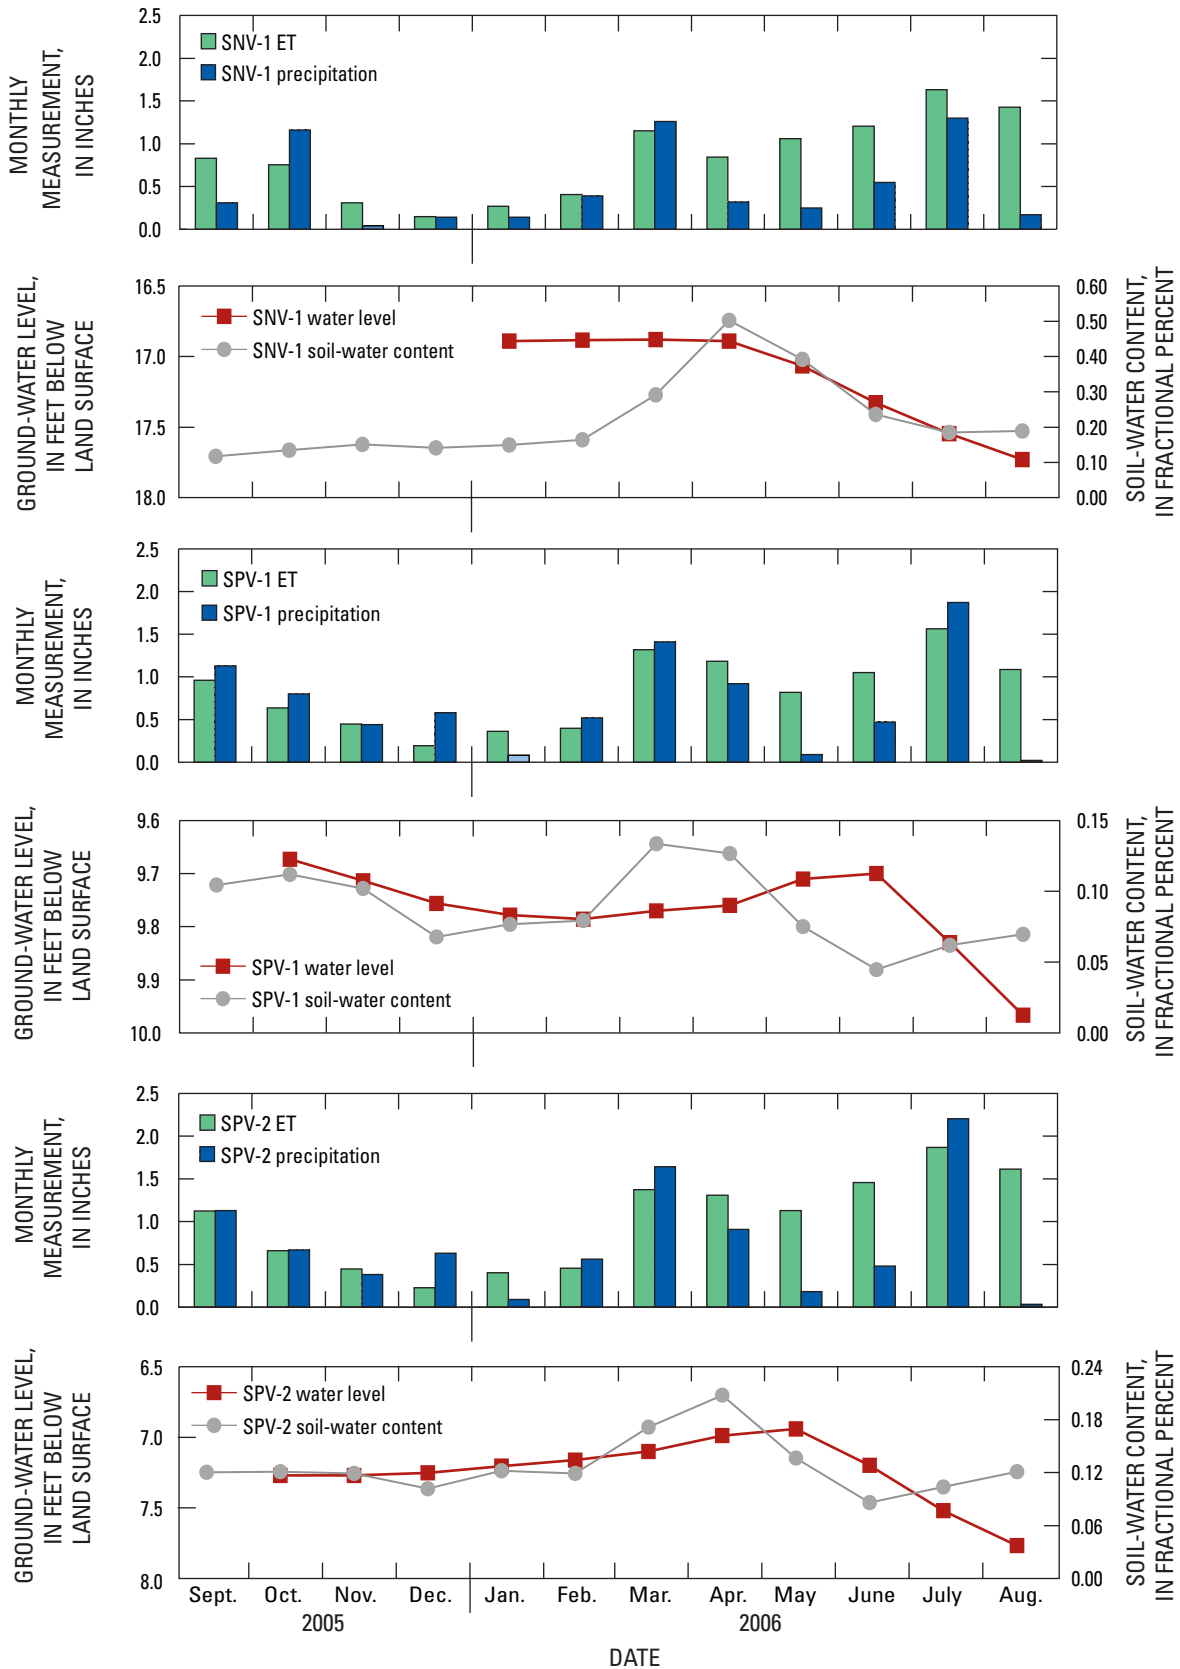 MONTHLY
MEASUREMENT,
IN INCHES
2.5
2.0
1.5
1.0
0.5
0.0
SNV-1 ET
SNV-1 precipitation
GROUND-WATER LEVEL,
IN FEET BELOW
LAND SURFACE
16.5
17.0
17.5
18.0
SNV-1 water level
SNV-1 soil-water content
0.60
0.50
0.40
0.30
0.20
0.10
0.00
SOIL-WATER CONTENT,
IN FRACTIONAL PERCENT
MONTHLY
MEASUREMENT,
IN INCHES
2.5
2.0
1.5
1.0
0.5
0.0
SPV-1 ET
SPV-1 precipitation
GROUND-WATER LEVEL,
IN FEET BELOW
LAND SURFACE
9.6
9.7
9.8
9.9
10.0
SPV-1 water level
SPV-1 soil-water content
0.15
0.10
0.05
0.00
SOIL-WATER CONTENT,
IN FRACTIONAL PERCENT
MONTHLY
MEASUREMENT,
IN INCHES
2.5
2.0
1.5
1.0
0.5
0.0
SPV-2 ET
SPV-2 precipitation
GROUND-WATER LEVEL,
IN FEET BELOW
LAND SURFACE
6.5
7.0
7.5
8.0
SPV-2 water level
SPV-2 soil-water content
0.24
0.18
0.12
0.06
0.00
SOIL-WATER CONTENT,
IN FRACTIONAL PERCENT
Sept. Oct. Nov. Dec. Jan. Feb. Mar. Apr. May June July Aug.
2005 2006
DATE